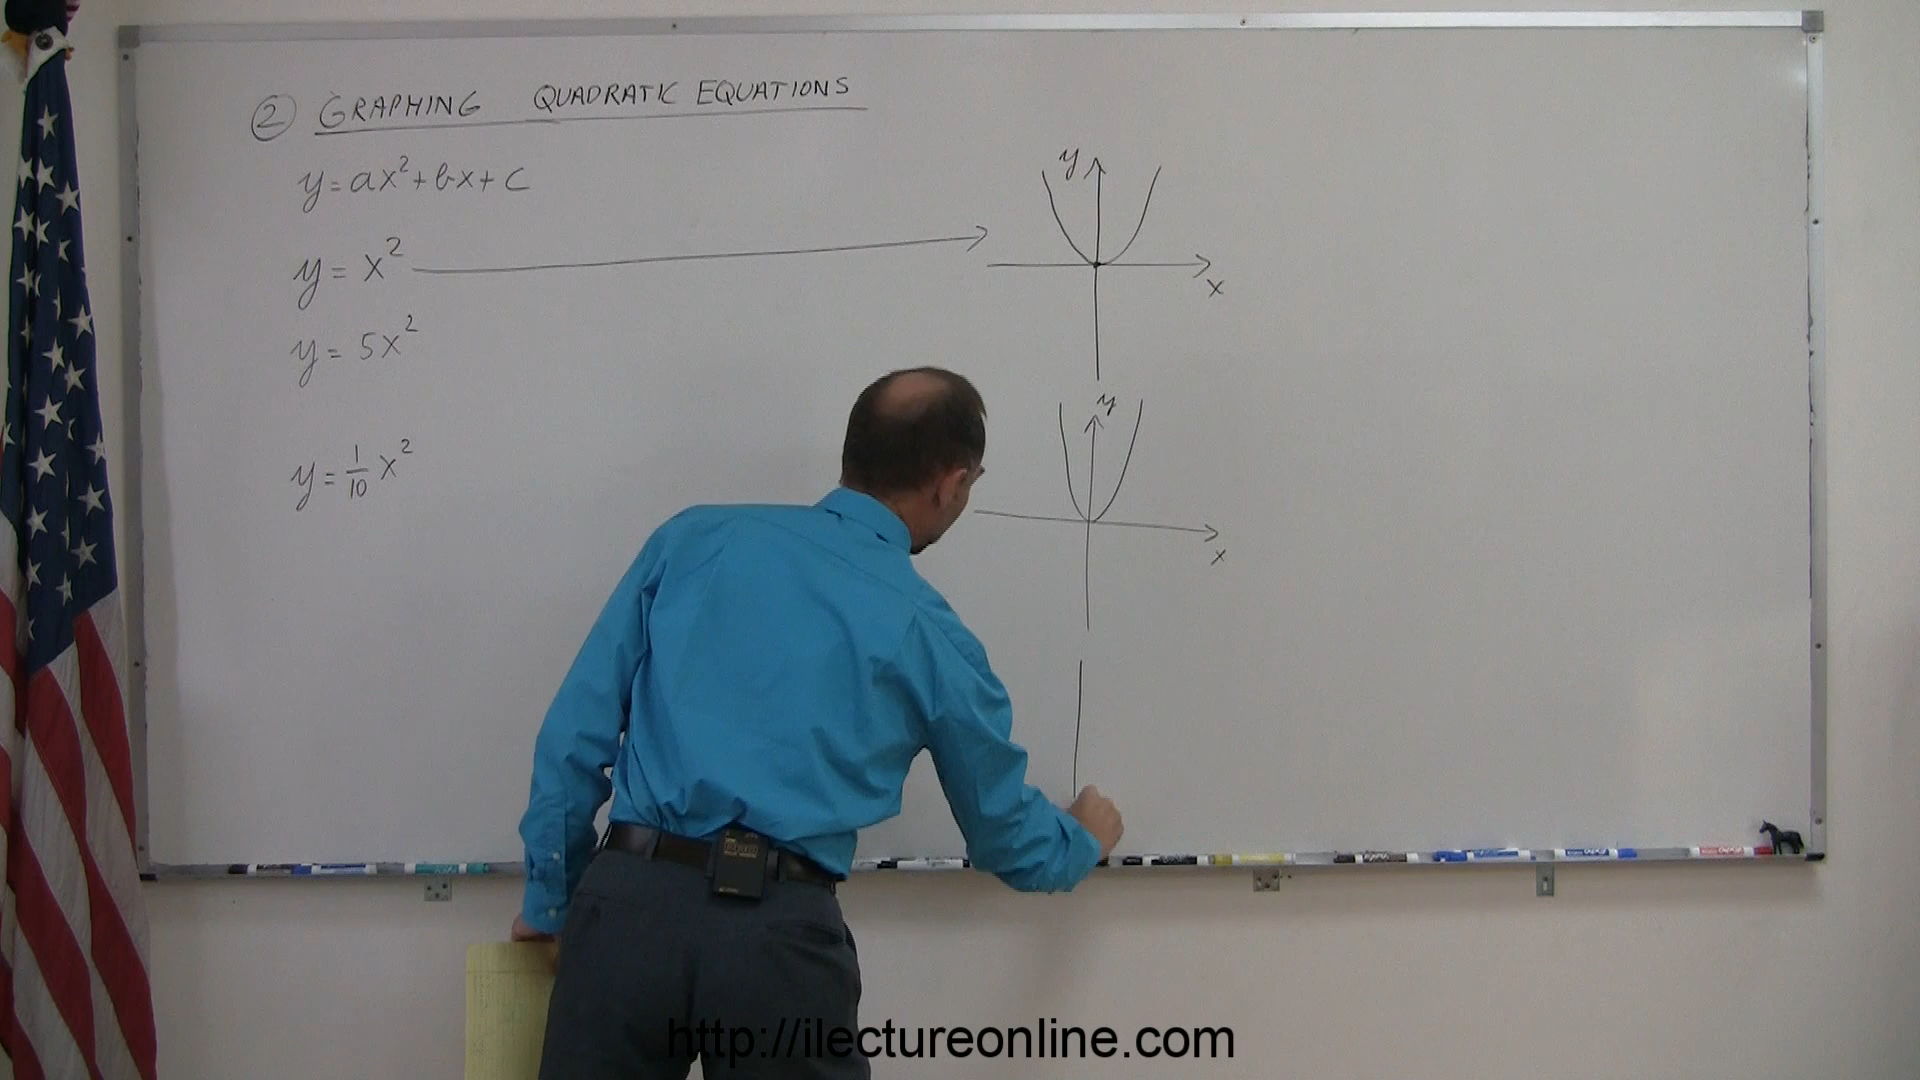 ② GRAPHING QUADRATIC EQUATIONS
y = ax² + bx + c
y = x²
y = 5x²
y = 1/10 x²
y
x
y
x
http://ilectureonline.com